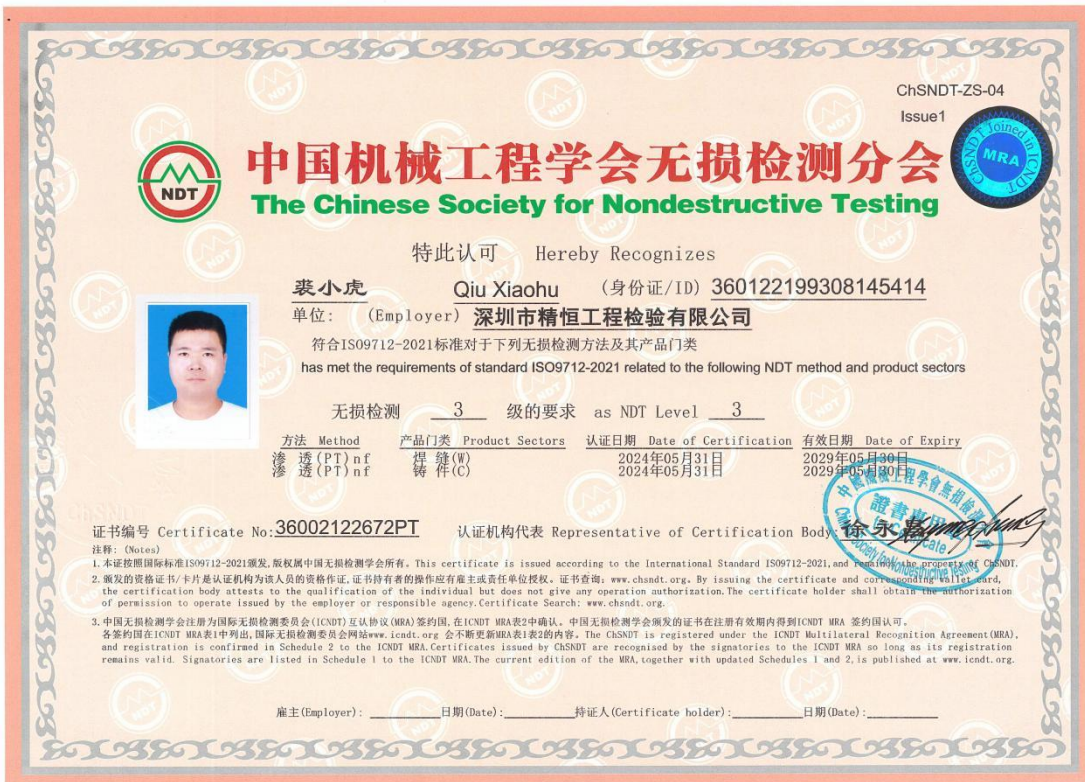 ChSNDT-ZS-04
Issue1
ChSNDT Joined in ICNDT
MRA
NDT
中国机械工程学会无损检测分会
The Chinese Society for Nondestructive Testing
特此认可 Hereby Recognizes
裘小虎 Qiu Xiaohu (身份证/ID) 360122199308145414
单位: (Employer) 深圳市精恒工程检验有限公司
符合ISO9712-2021标准对于下列无损检测方法及其产品门类
has met the requirements of standard ISO9712-2021 related to the following NDT method and product sectors
无损检测 3 级的要求 as NDT Level 3
方法 Method 产品门类 Product Sectors 认证日期 Date of Certification 有效日期 Date of Expiry
渗 透(PT)nf 焊 缝(W) 2024年05月31日 2029年05月30日
渗 透(PT)nf 铸 件(C) 2024年05月31日 2029年05月30日
证书编号 Certificate No:36002122672PT 认证机构代表 Representative of Certification Body: 徐永
注释: (Notes)
1. 本证按照国际标准ISO9712-2021颁发, 版权属中国无损检测学会所有. This certificate is issued according to the International Standard ISO9712-2021, and remains the property of ChSNDT.
2. 颁发的资格证书/卡片是认证机构为该人员的资格作证, 证书持有者的操作应有雇主或责任单位授权. 证书查询: www.chsndt.org. By issuing the certificate and corresponding wallet card,
the certification body attests to the qualification of the individual but does not give any operation authorization. The certificate holder shall obtain the authorization
of permission to operate issued by the employer or responsible agency. Certificate Search: www.chsndt.org.
3. 中国无损检测学会注册为国际无损检测委员会(ICNDT)互认协议(MRA)签约国, 在ICNDT MRA表2中确认. 中国无损检测学会颁发的证书在注册有效期内得到ICNDT MRA 签约国认可.
各签约国在ICNDT MRA表1中列出, 国际无损检测委员会网站www.icndt.org 会不断更新MRA表1表2的内容. The ChSNDT is registered under the ICNDT Multilateral Recognition Agreement(MRA),
and registration is confirmed in Schedule 2 to the ICNDT MRA. Certificates issued by ChSNDT are recognised by the signatories to the ICNDT MRA so long as its registration
remains valid. Signatories are listed in Schedule 1 to the ICNDT MRA. The current edition of the MRA, together with updated Schedules 1 and 2, is published at www.icndt.org.
雇主(Employer): 日期(Date): 持证人(Certificate holder): 日期(Date):